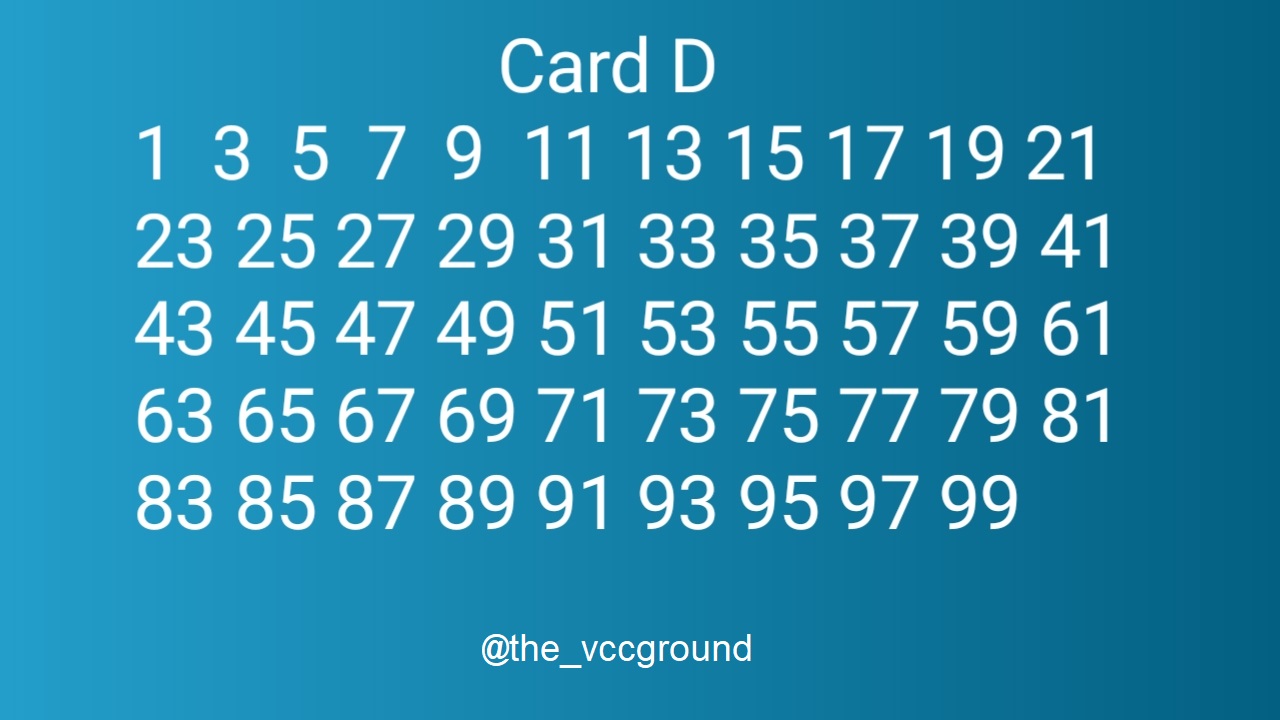 Card D
1 3 5 7 9 11 13 15 17 19 21
23 25 27 29 31 33 35 37 39 41
43 45 47 49 51 53 55 57 59 61
63 65 67 69 71 73 75 77 79 81
83 85 87 89 91 93 95 97 99
@the_vccground